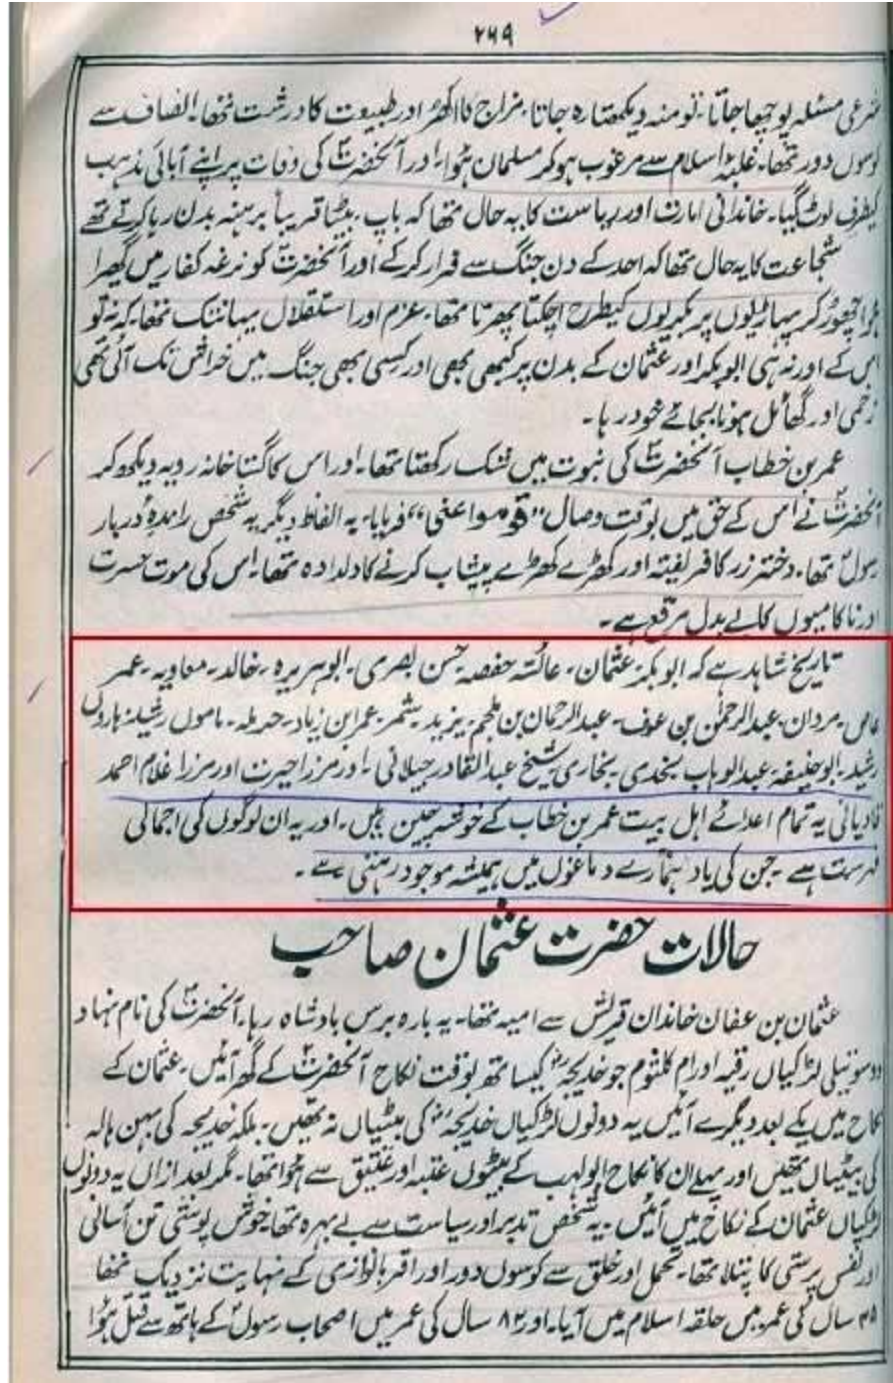 ۲۶۹
شرعی مسئلہ پوچھا جاتا۔ تو منہ دیکھتا رہ جاتا۔ مزاج کا اکھڑ اور طبیعت کا درشت تھا۔ انصاف سے
کوسوں دور تھا۔ غلبۂ اسلام سے مرغوب ہو کر مسلمان ہوا۔ اور آنحضرتؐ کی وفات پر اپنے آبائی مذہب
کیطرف لوٹ گیا۔ خاندانی امارت اور ریاست کا یہ حال تھا کہ باپ۔ بیٹا قریباً برہنہ بدن رہا کرتے تھے
شجاعت کا یہ حال تھا کہ احد کے دن جنگ سے فرار کر کے اور آنحضرتؐ کو نرغہ کفار میں گھرا
ہوا چھوڑ کر پہاڑیوں پر بکریوں کیطرح اچکتا پھرتا تھا۔ عزم اور استقلال یہانتک تھا۔ کہ نہ تو
اس کے اور نہ ہی ابوبکر اور عثمان کے بدن پر کبھی بھی اور کسی بھی جنگ میں خراش تک آئی تھی
زخمی اور گھائل ہونا بجائے خود رہا۔
عمر بن خطاب آنحضرتؐ کی نبوت میں شک رکھتا تھا۔ اور اس کا گستاخانہ رویہ دیکھ کر
آنحضرتؐ نے اس کے حق میں بوقت وصال "قوموا عنی" فرمایا۔ بہ الفاظ دیگر یہ شخص راندۂ دربار
رسولؐ تھا۔ دختر زر کا فریفتہ اور کھڑے کھڑے پیشاب کرنے کا دلدادہ تھا۔ اس کی موت حسرت
اور ناکامیوں کا بے بدل مرقع ہے۔
تاریخ شاہد ہے کہ ابوبکر عثمان۔ عائشہ حفصہ حسن بصری۔ ابوہریرہ۔ خالد۔ معاویہ۔ عمر
عاص۔ مروان۔ عبدالرحمٰن بن عوف۔ عبدالرحمان بن ملجم۔ یزید۔ شمر۔ عمر ابن زیاد۔ حرملہ۔ ماموں رشید۔ ہاروں
رشید۔ ابوحنیفہ۔ عبدالوہاب نجدی۔ بخاری شیخ عبدالقادر جیلانی۔ اور مرزا حیرت اور مرزا غلام احمد
قادیانی یہ تمام اعدائے اہل بیت عمر بن خطاب کے خوشہ چین ہیں۔ اور یہ ان لوگوں کی اجمالی
فہرست ہے۔ جن کی یاد ہمارے دماغوں میں ہمیشہ موجود رہتی ہے۔
حالات حضرت عثمان صاحب
عثمان بن عفان خاندان قریش سے امیہ تھا۔ یہ بارہ برس بادشاہ رہا۔ آنحضرتؐ کی نام نہاد
دو سوتیلی لڑکیاں رقیہ اور ام کلثوم جو خدیجہؓ کیساتھ بوقت نکاح آنحضرتؐ کے گھر آئیں۔ عثمان کے
نکاح میں یکے بعد دیگرے آئیں یہ دونوں لڑکیاں خدیجہؓ کی بیٹیاں نہ تھیں۔ بلکہ خدیجہ کی بہن ہالہ
کی بیٹیاں تھیں اور پہلے ان کا نکاح ابولہب کے بیٹوں عتبہ اور عتیق سے ہوا تھا۔ مگر بعد ازاں یہ دونوں
لڑکیاں عثمان کے نکاح میں آئیں۔ یہ شخص تدبر اور سیاست سے بے بہرہ تھا خوش پوشی تن آسانی
اور نفس پرستی کا پتلا تھا۔ تحمل اور خلق سے کوسوں دور اور اقربا نوازی کے نہایت نزدیک تھا
سال کی عمر میں حلقہ اسلام میں آیا۔ اور ۸۲ سال کی عمر میں اصحاب رسولؐ کے ہاتھ سے قتل ہوا